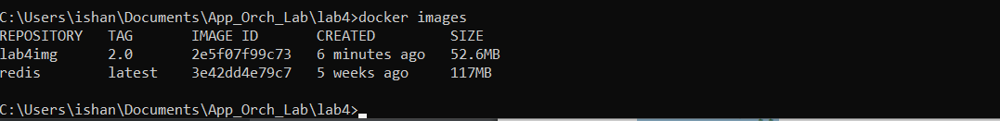 C:\Users\ishan\Documents\App_Orch_Lab\lab4>docker images
REPOSITORY   TAG       IMAGE ID       CREATED         SIZE
lab4img      2.0       2e5f07f99c73   6 minutes ago   52.6MB
redis        latest    3e42dd4e79c7   5 weeks ago     117MB
C:\Users\ishan\Documents\App_Orch_Lab\lab4>